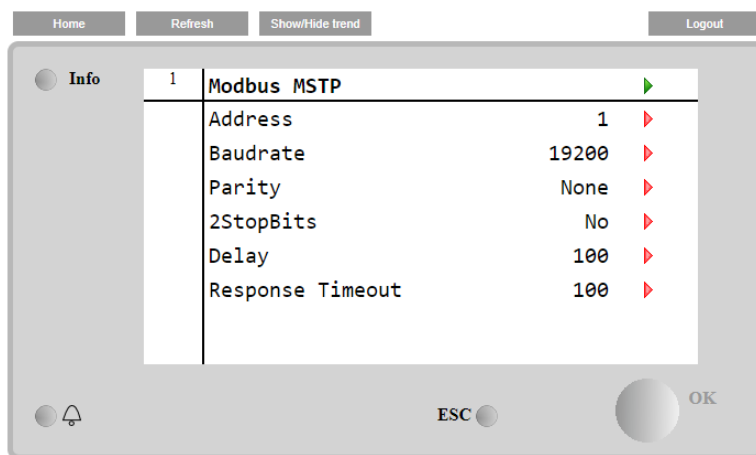 Home Refresh Show/Hide trend Logout
Info 1 Modbus MSTP
Address 1
Baudrate 19200
Parity None
2StopBits No
Delay 100
Response Timeout 100
ESC OK